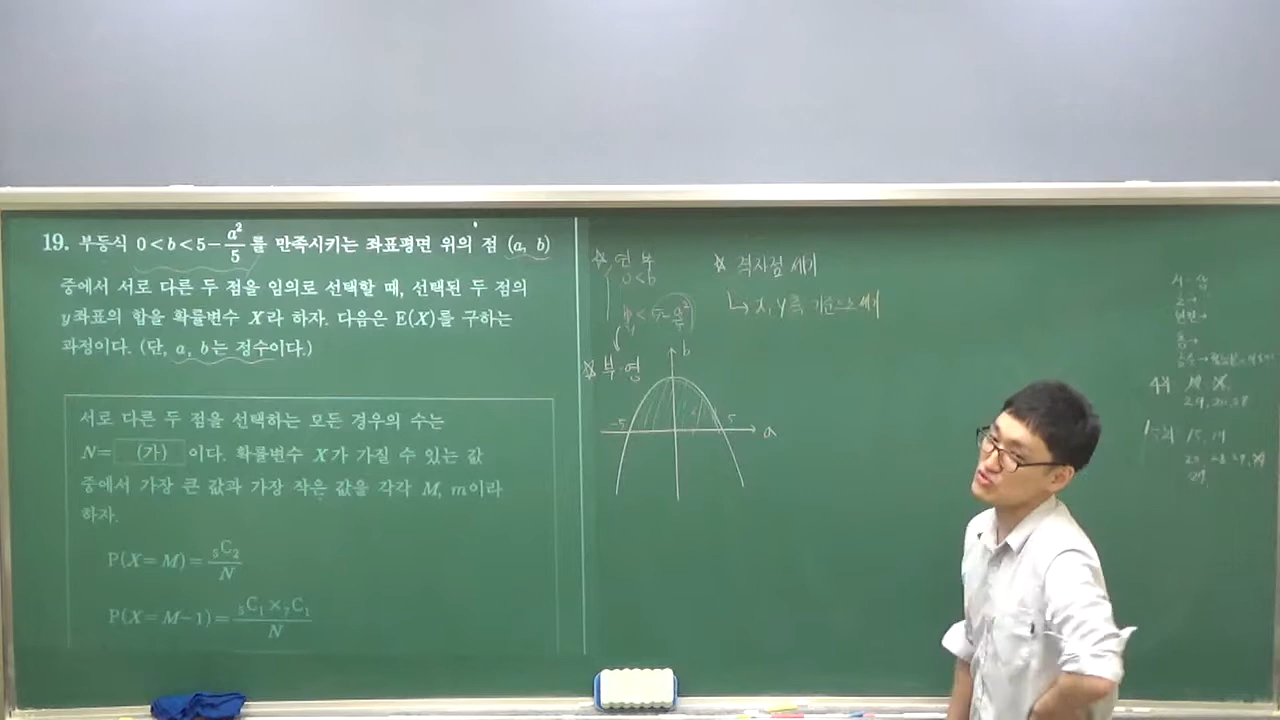 19. 부등식 0<b<5-a²/5 를 만족시키는 좌표평면 위의 점 (a, b)
중에서 서로 다른 두 점을 임의로 선택할 때, 선택된 두 점의
y좌표의 합을 확률변수 X라 하자. 다음은 E(X)를 구하는
과정이다. (단, a, b는 정수이다.)
서로 다른 두 점을 선택하는 모든 경우의 수는
N= (가) 이다. 확률변수 X가 가질 수 있는 값
중에서 가장 큰 값과 가장 작은 값을 각각 M, m이라
하자.
P(X=M)=₅C₂/N
P(X=M-1)=₅C₁×₇C₁/N
☆ 연 부
0<b
b<5-a²/5
☆ 부·영
b
-5
5
a
☆ 격자점 세기
↳ x, y축 기준으로 세기